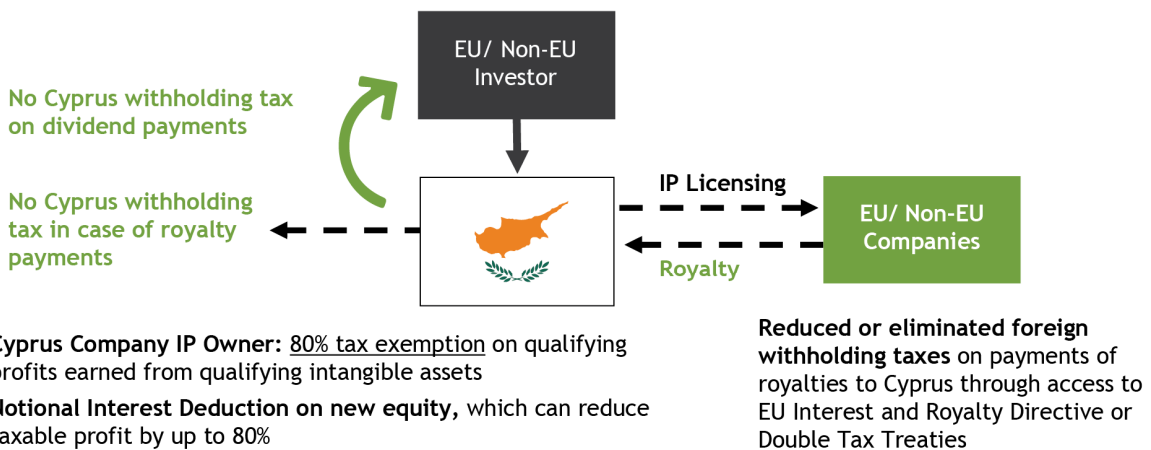 EU/ Non-EU
Investor
No Cyprus withholding tax
on dividend payments
No Cyprus withholding
tax in case of royalty
payments
IP Licensing
Royalty
EU/ Non-EU
Companies
Cyprus Company IP Owner: 80% tax exemption on qualifying
profits earned from qualifying intangible assets
Notional Interest Deduction on new equity, which can reduce
taxable profit by up to 80%
Reduced or eliminated foreign
withholding taxes on payments of
royalties to Cyprus through access to
EU Interest and Royalty Directive or
Double Tax Treaties